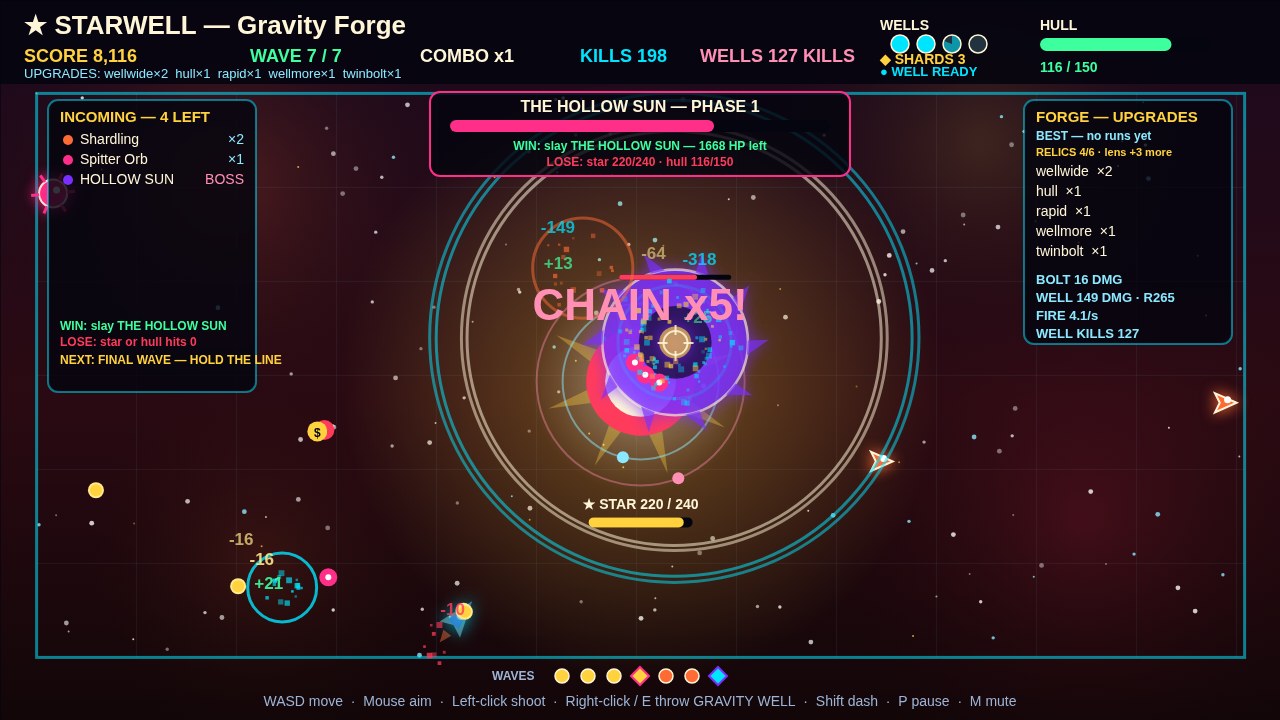 ★ STARWELL — Gravity Forge
SCORE 8,116 WAVE 7 / 7 COMBO x1 KILLS 198 WELLS 127 KILLS
UPGRADES: wellwide×2 hull×1 rapid×1 wellmore×1 twinbolt×1
WELLS
◆ SHARDS 3
● WELL READY
HULL
116 / 150
INCOMING — 4 LEFT
Shardling ×2
Spitter Orb ×1
HOLLOW SUN BOSS
WIN: slay THE HOLLOW SUN
LOSE: star or hull hits 0
NEXT: FINAL WAVE — HOLD THE LINE
THE HOLLOW SUN — PHASE 1
WIN: slay THE HOLLOW SUN — 1668 HP left
LOSE: star 220/240 · hull 116/150
FORGE — UPGRADES
BEST — no runs yet
RELICS 4/6 · lens +3 more
wellwide ×2
hull ×1
rapid ×1
wellmore ×1
twinbolt ×1
BOLT 16 DMG
WELL 149 DMG · R265
FIRE 4.1/s
WELL KILLS 127
-149
+13
-64
-318
CHAIN x5!
★ STAR 220 / 240
$
-16
-16
+21
-10
WAVES
WASD move · Mouse aim · Left-click shoot · Right-click / E throw GRAVITY WELL · Shift dash · P pause · M mute